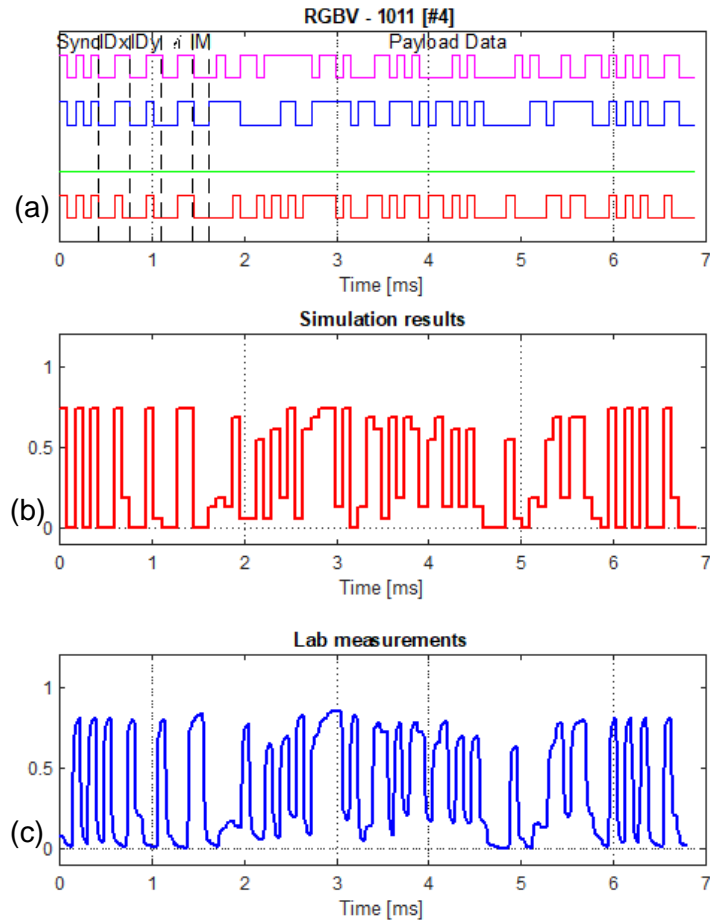 RGBV - 1011 [#4]
Sync IDx IDy IM Payload Data
(a)
0 1 2 3 4 5 6 7
Time [ms]
Simulation results
1
0.5
0
(b)
0 1 2 3 4 5 6 7
Time [ms]
Lab measurements
1
0.5
0
(c)
0 1 2 3 4 5 6 7
Time [ms]